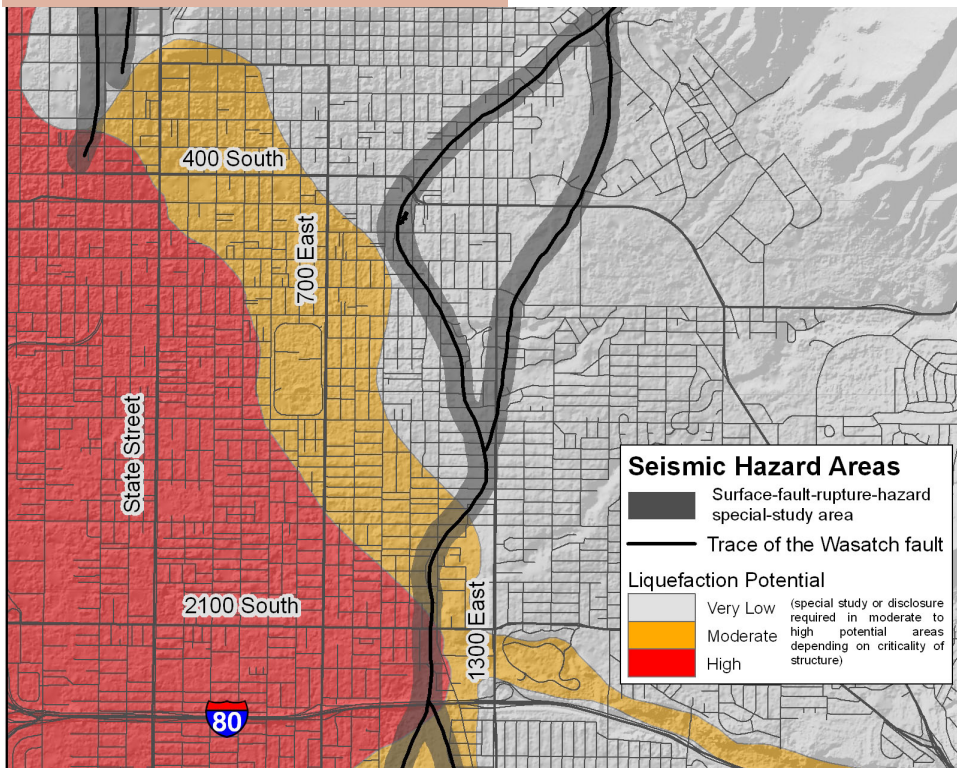 400 South
700 East
State Street
2100 South
1300 East
80
Seismic Hazard Areas
Surface-fault-rupture-hazard
special-study area
Trace of the Wasatch fault
Liquefaction Potential
Very Low
Moderate
High
(special study or disclosure
required in moderate to
high potential areas
depending on criticality of
structure)